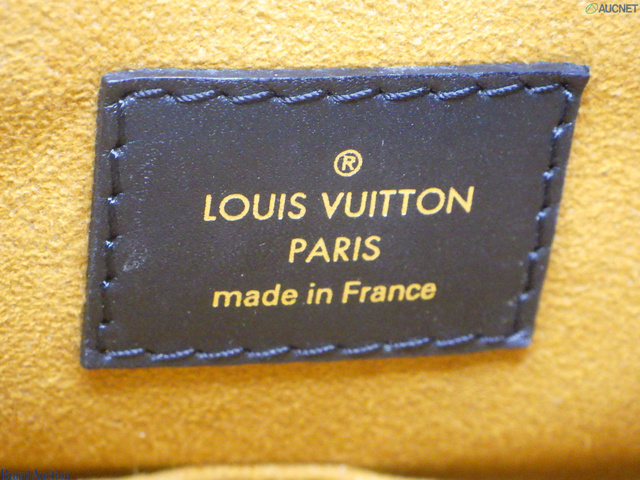 AUCNET
®
LOUIS VUITTON
PARIS
made in France